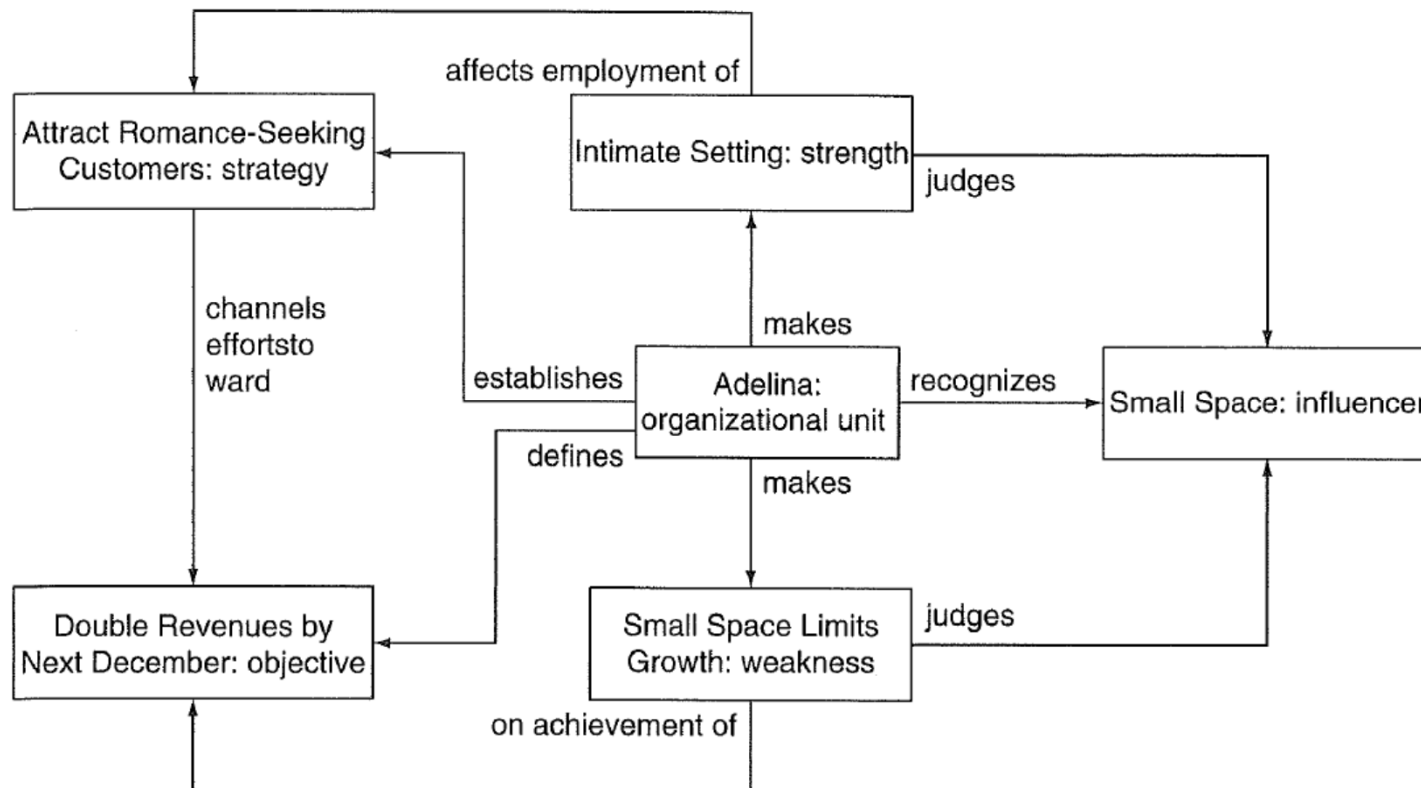 affects employment of
Attract Romance-Seeking
Customers: strategy
Intimate Setting: strength
judges
channels
effortsto
ward
makes
establishes
Adelina:
organizational unit
recognizes
Small Space: influencer
defines
makes
Double Revenues by
Next December: objective
Small Space Limits
Growth: weakness
judges
on achievement of